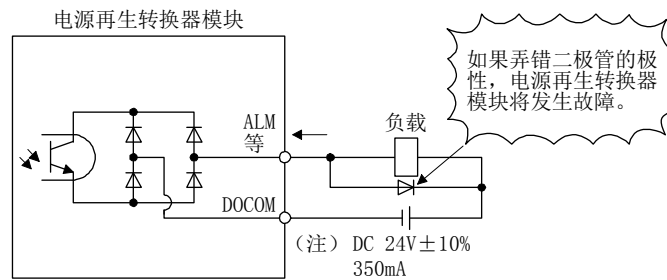 电源再生转换器模块
如果弄错二极管的极
性，电源再生转换器
模块将发生故障。
ALM
等
负载
DOCOM
（注） DC 24V±10%
350mA